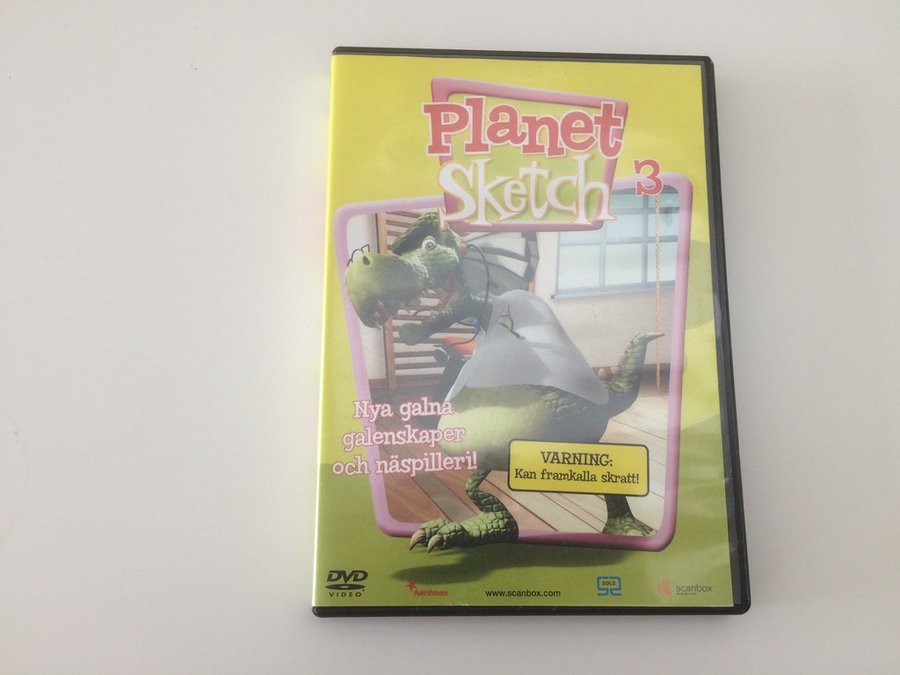 Planet
Sketch
3
Nya galna
galenskaper
och näspilleri!
VARNING:
Kan framkalla skratt!
DVD
VIDEO
Aardman
www.scanbox.com
SOLO
scanbox